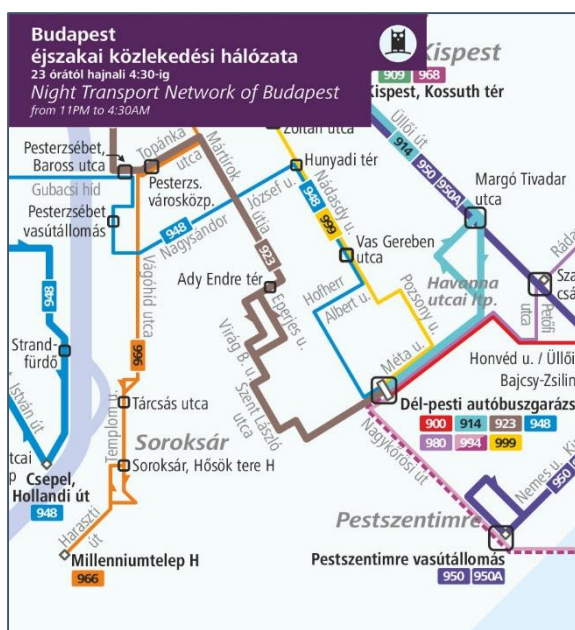 Budapest
éjszakai közlekedési hálózata
23 órától hajnali 4:30-ig
Night Transport Network of Budapest
from 11PM to 4:30AM
Kispest
909 968
Kispest, Kossuth tér
Zoltán utca
Pesterzsébet,
Baross utca
Topánka
utca
Mártírok
útja
Hunyadi tér
Üllői út
914
950
950A
Margó Tivadar
utca
Gubacsi híd
Pesterzs.
városközp.
Pesterzsébet
vasútállomás
József u.
948
Nagysándor
Nádasdy u.
948
999
Vas Gereben
utca
923
948
Vágóhíd utca
Ady Endre tér
Eperjes u.
Hofherr
Albert u.
Pozsony u.
Havanna
utcai ltp.
Petőfi
utca
Strand-
fürdő
966
Virág B. u.
Szent László
utca
Méta u.
Honvéd u. / Üllői
Bajcsy-Zsilin
István út
Tárcsás utca
Dél-pesti autóbuszgarázs
900 914 923 948
980 994 999
Templom u.
Soroksár
Soroksár, Hősök tere H
Nagykőrösi út
Csepel,
Hollandi út
948
Haraszti
út
Millenniumtelep H
966
Pestszentimre
Nemes u.
950
Pestszentimre vasútállomás
950 950A